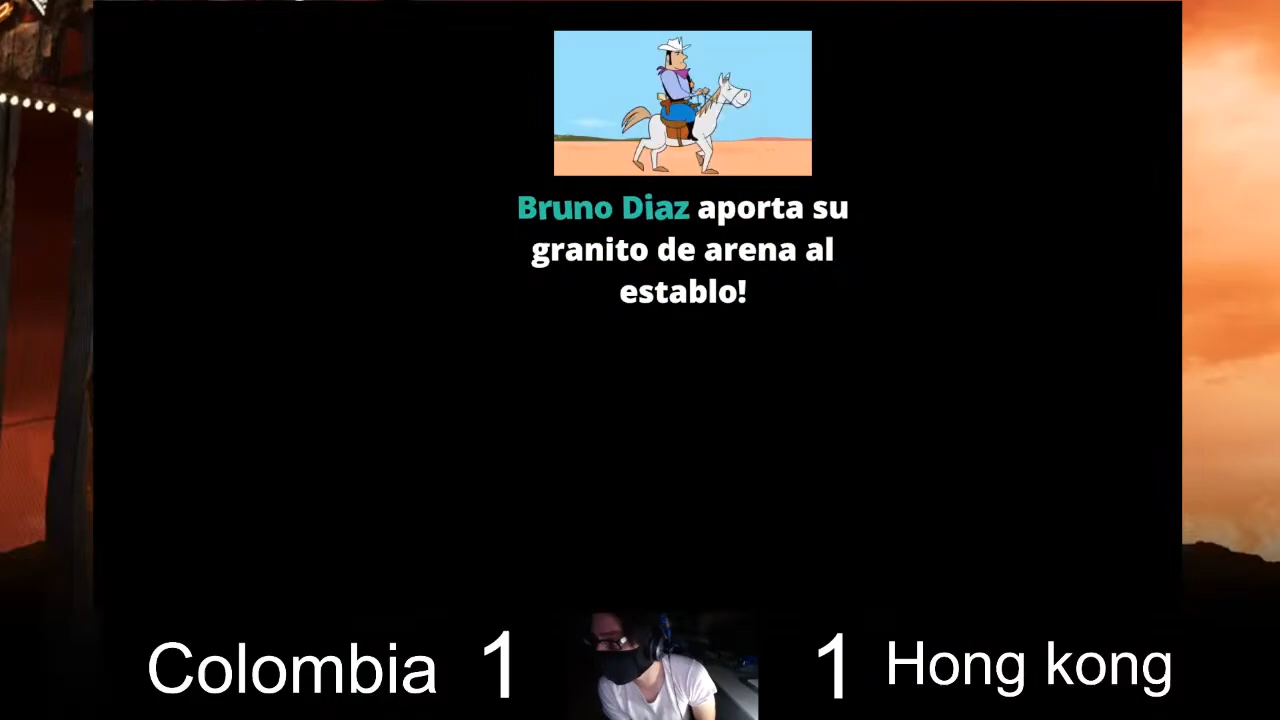 Bruno Diaz aporta su
granito de arena al
establo!
Colombia 1 1 Hong kong